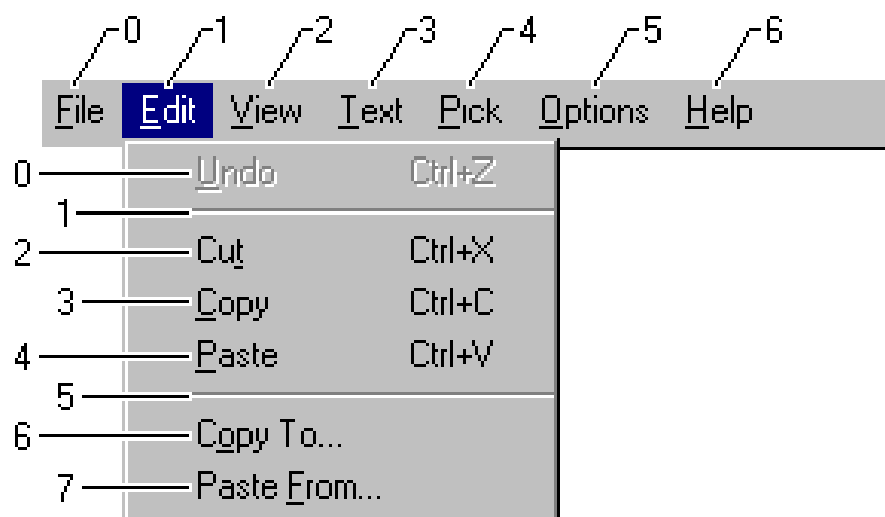 0 1 2 3 4 5 6
File Edit View Text Pick Options Help
0 Undo Ctrl+Z
1
2 Cut Ctrl+X
3 Copy Ctrl+C
4 Paste Ctrl+V
5
6 Copy To...
7 Paste From...